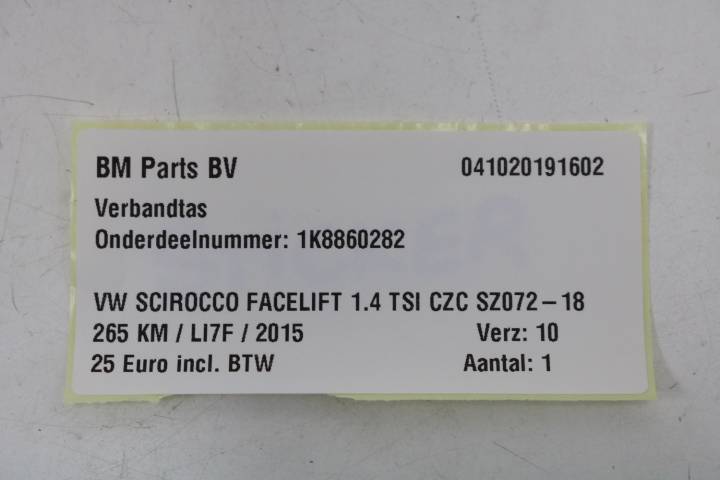 BM Parts BV 041020191602
Verbandtas
Onderdeelnummer: 1K8860282
VW SCIROCCO FACELIFT 1.4 TSI CZC SZ072-18
265 KM / LI7F / 2015 Verz: 10
25 Euro incl. BTW Aantal: 1